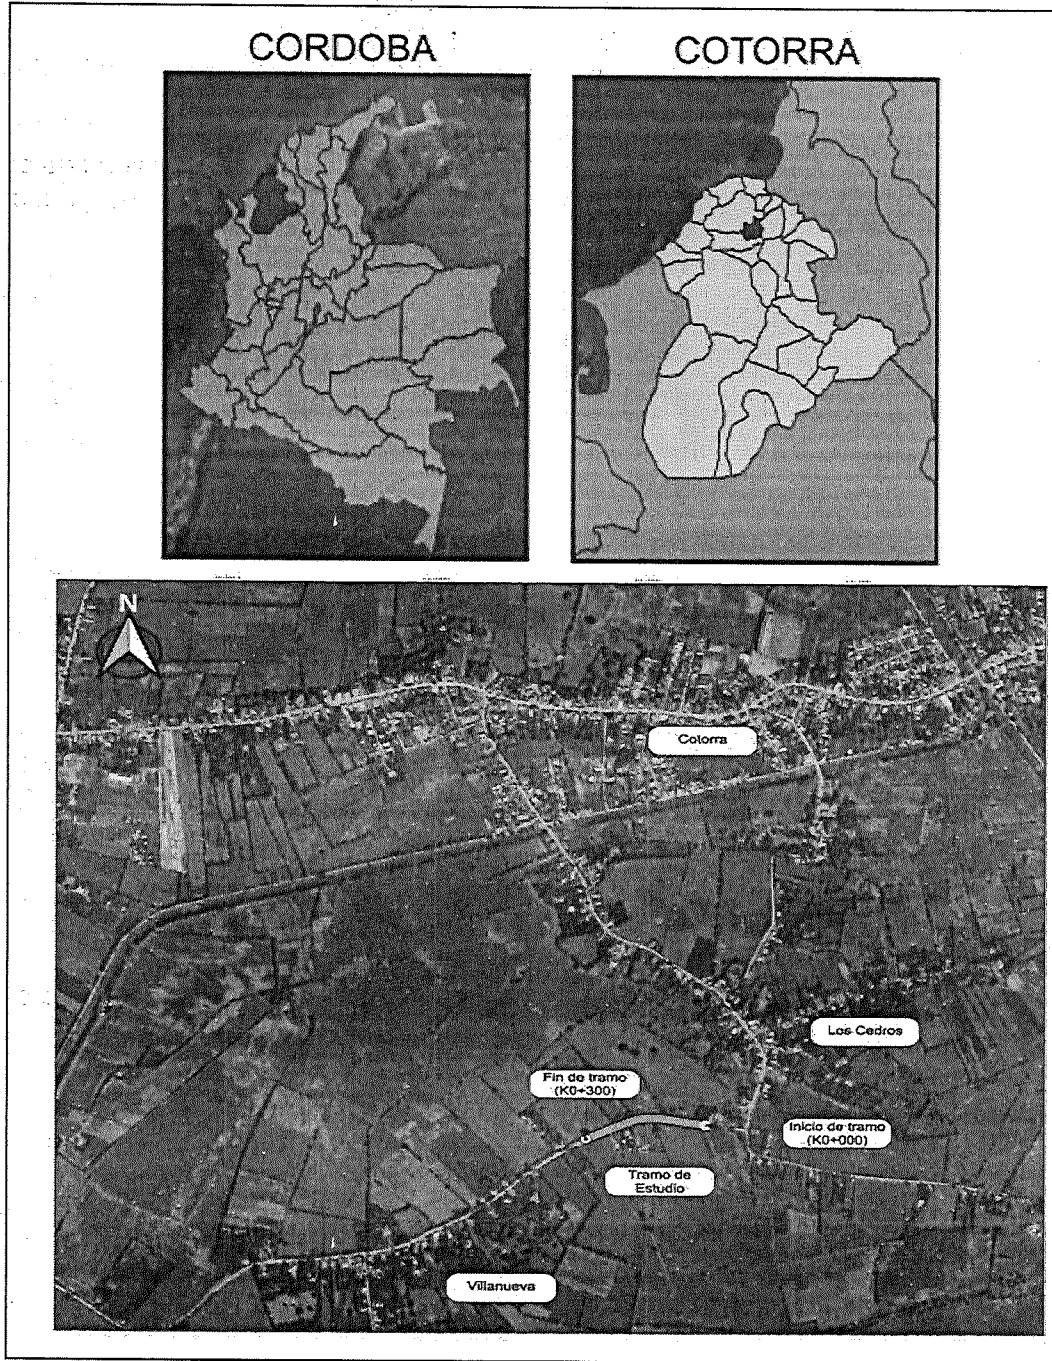 CORDOBA
COTORRA
N
Cotorra
Los Cedros
Fin de tramo
(K0+300)
Inicio de tramo
(K0+000)
Tramo de
Estudio
Villanueva